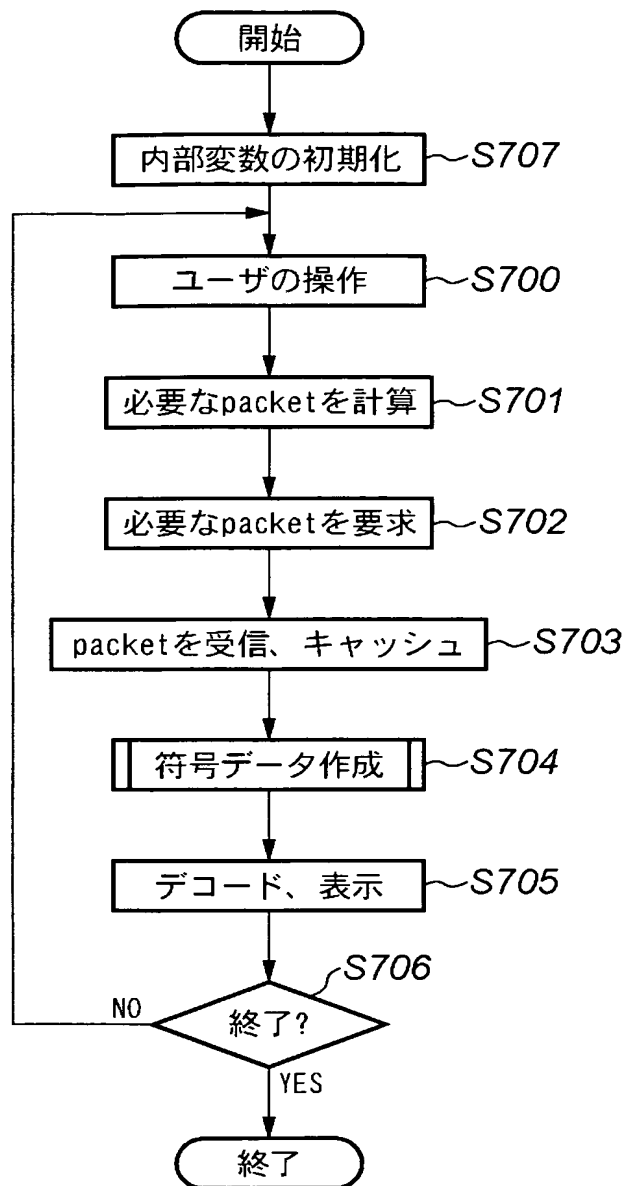 開始
内部変数の初期化 S707
ユーザの操作 S700
必要なpacketを計算 S701
必要なpacketを要求 S702
packetを受信、キャッシュ S703
符号データ作成 S704
デコード、表示 S705
S706
NO 終了?
YES
終了